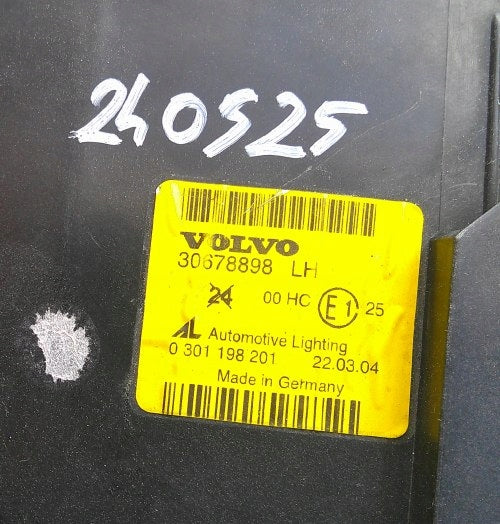 240525
VOLVO
30678898 LH
24 00 HC E1 25
AL Automotive Lighting
0 301 198 201 22.03.04
Made in Germany